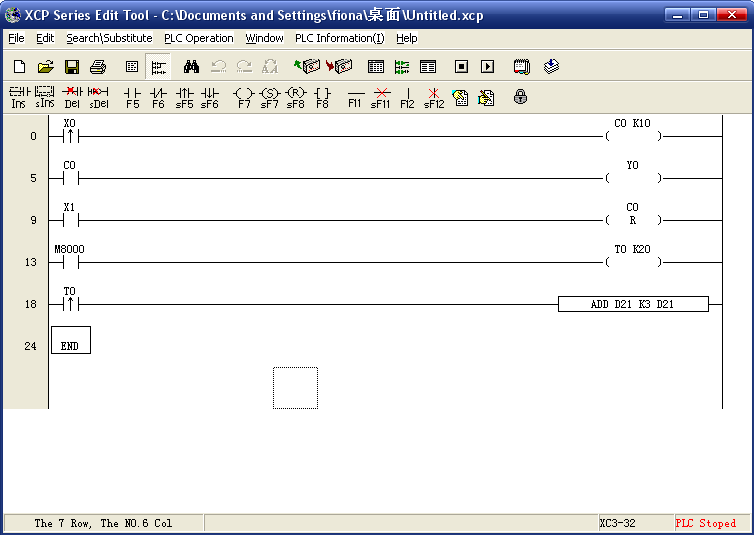 XCP Series Edit Tool - C:\Documents and Settings\fiona\桌面\Untitled.xcp
File Edit Search\Substitute PLC Operation Window PLC Information(I) Help
Ins sIns Del sDel F5 F6 sF5 sF6 F7 sF7 sF8 F8 F11 sF11 F12 sF12
X0 C0 K10
0
C0 Y0
5
X1 C0
9 R
M8000 T0 K20
13
T0
18 ADD D21 K3 D21
24 END
The 7 Row, The NO.6 Col XC3-32 PLC Stoped